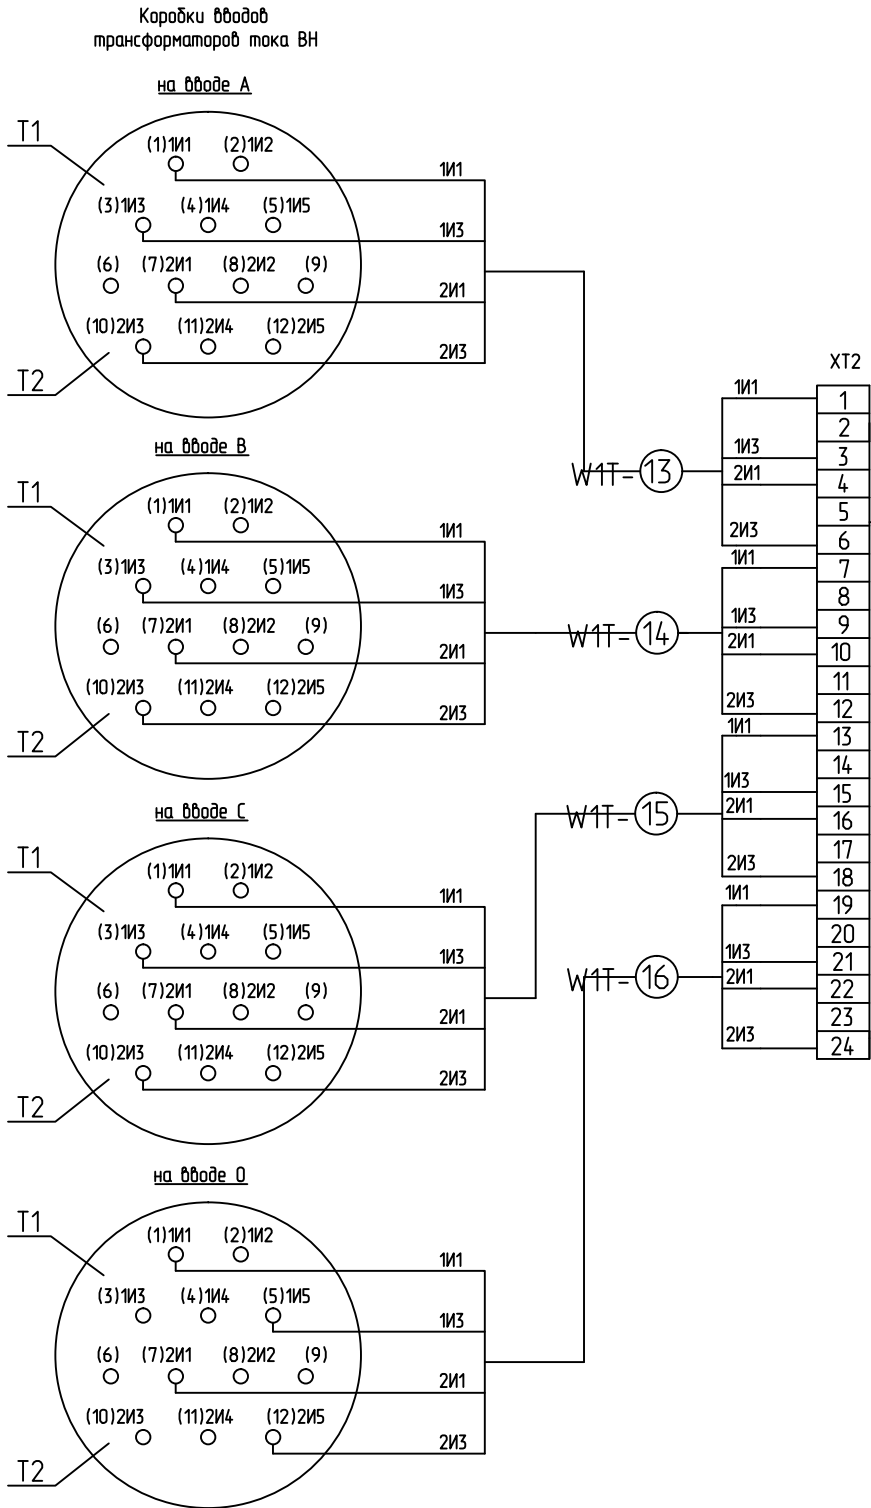 Коробки вводов
трансформаторов тока ВН
на вводе А
Т1
(1)1И1 (2)1И2
1И1
(3)1И3 (4)1И4 (5)1И5
1И3
(6) (7)2И1 (8)2И2 (9)
2И1
(10)2И3 (11)2И4 (12)2И5
2И3
Т2
на вводе В
Т1
(1)1И1 (2)1И2
1И1
(3)1И3 (4)1И4 (5)1И5
1И3
(6) (7)2И1 (8)2И2 (9)
2И1
(10)2И3 (11)2И4 (12)2И5
2И3
Т2
на вводе С
Т1
(1)1И1 (2)1И2
1И1
(3)1И3 (4)1И4 (5)1И5
1И3
(6) (7)2И1 (8)2И2 (9)
2И1
(10)2И3 (11)2И4 (12)2И5
2И3
Т2
на вводе 0
Т1
(1)1И1 (2)1И2
1И1
(3)1И3 (4)1И4 (5)1И5
1И3
(6) (7)2И1 (8)2И2 (9)
2И1
(10)2И3 (11)2И4 (12)2И5
2И3
Т2
W1T- 13
W1T- 14
W1T- 15
W1T- 16
XT2
1И1 1
2
1И3 3
2И1 4
5
2И3 6
1И1 7
8
1И3 9
2И1 10
11
2И3 12
1И1 13
14
1И3 15
2И1 16
17
2И3 18
1И1 19
20
1И3 21
2И1 22
23
2И3 24